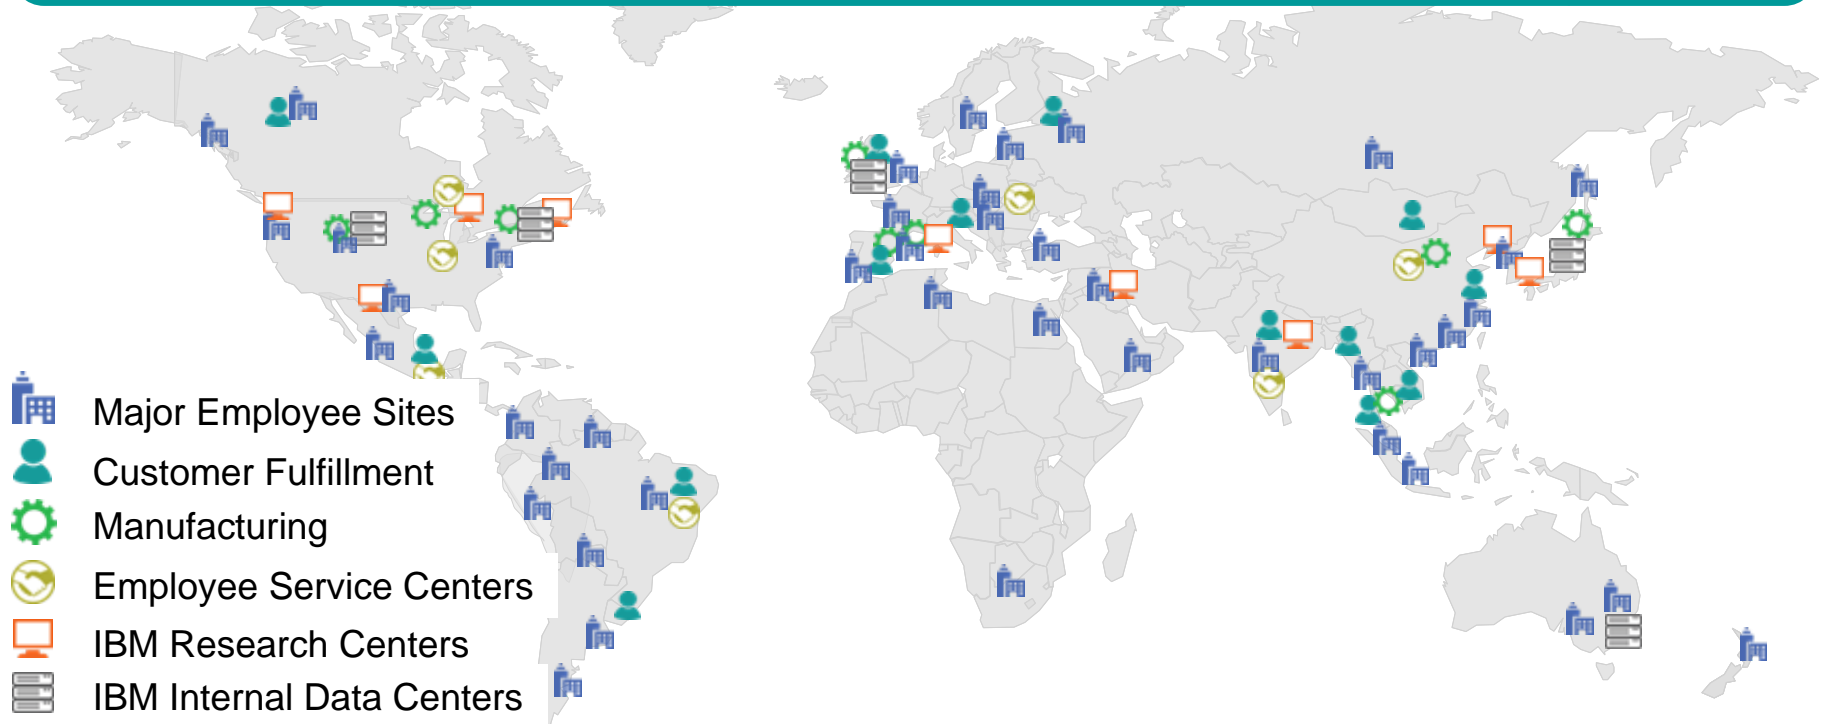 Major Employee Sites
Customer Fulfillment
Manufacturing
Employee Service Centers
IBM Research Centers
IBM Internal Data Centers